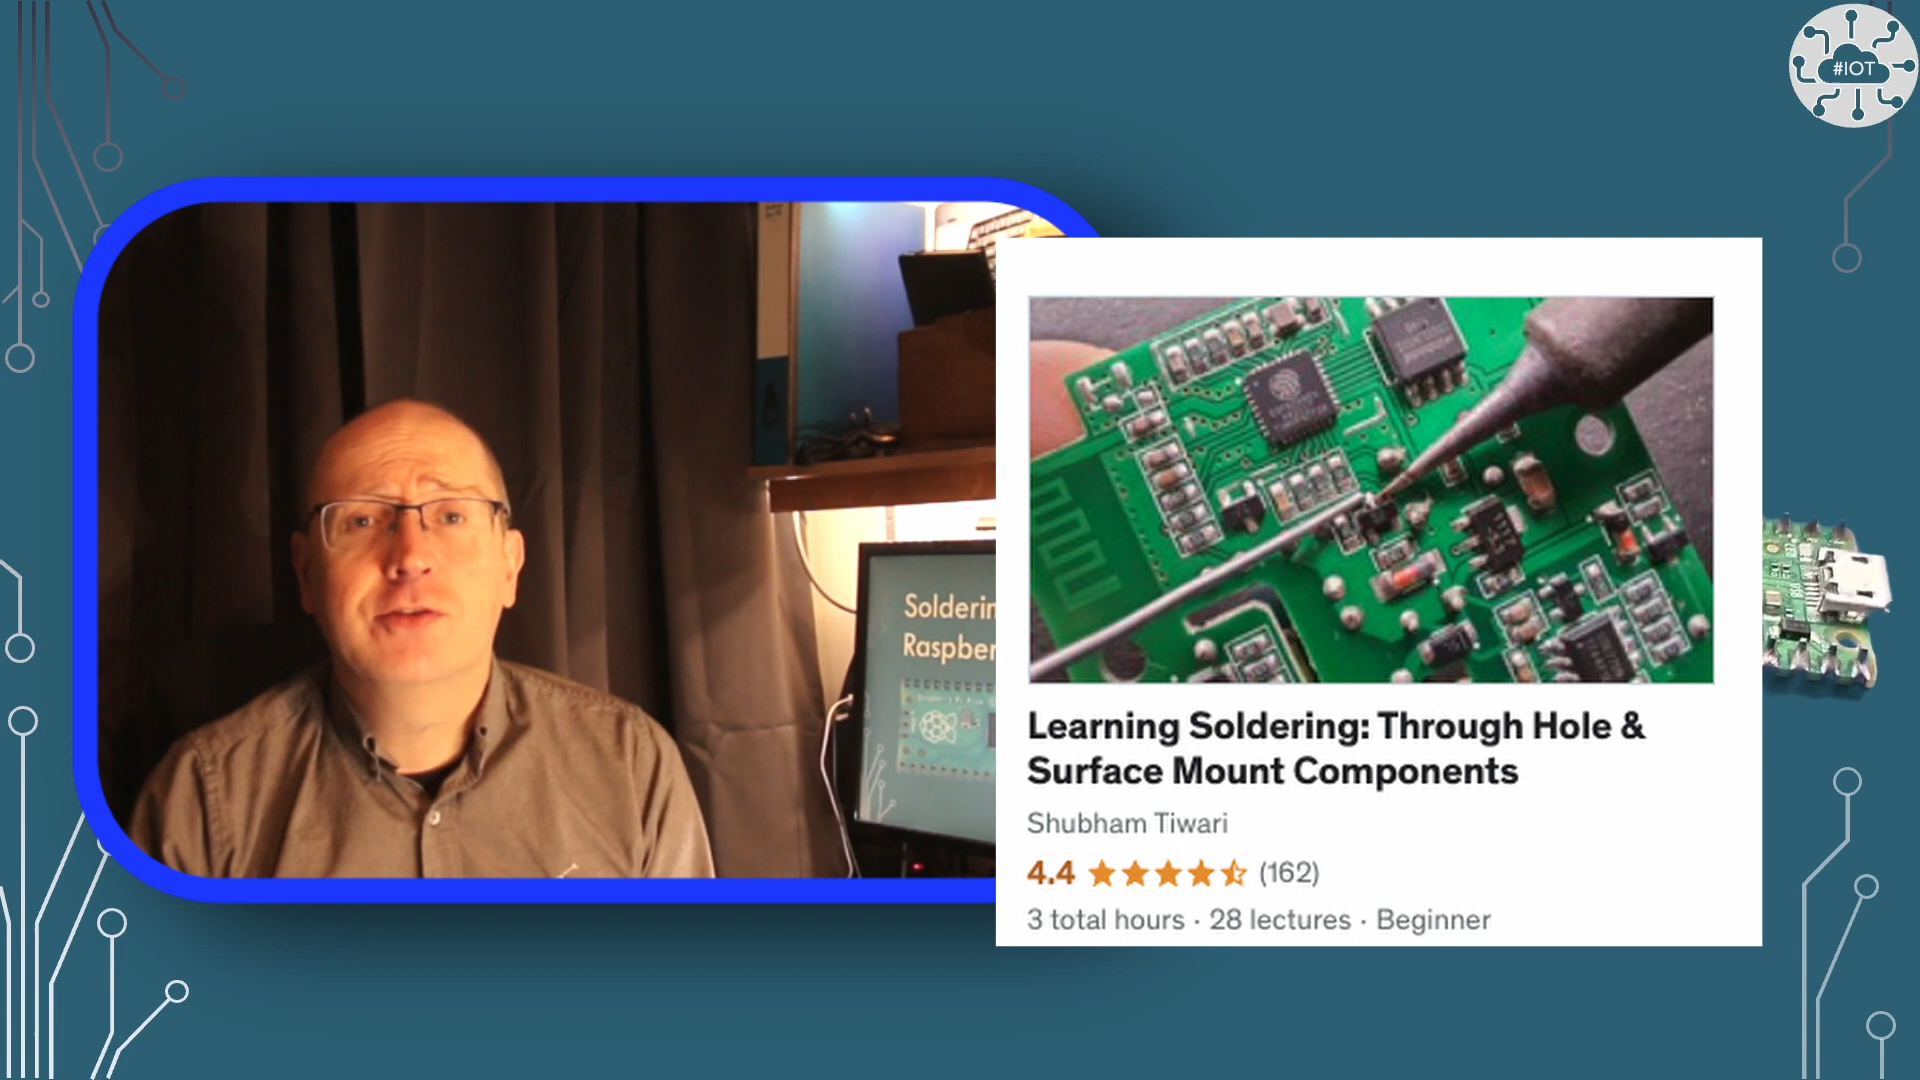 #IOT
Solderin
Raspber
Learning Soldering: Through Hole &
Surface Mount Components
Shubham Tiwari
4.4 (162)
3 total hours · 28 lectures · Beginner